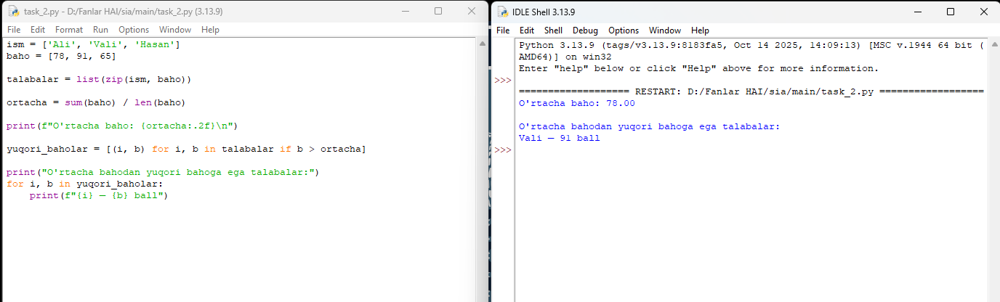 task_2.py - D:/Fanlar HAI/sia/main/task_2.py (3.13.9)
File Edit Format Run Options Window Help
ism = ['Ali', 'Vali', 'Hasan']
baho = [78, 91, 65]
talabalar = list(zip(ism, baho))
ortacha = sum(baho) / len(baho)
print(f"O'rtacha baho: {ortacha:.2f}\n")
yuqori_baholar = [(i, b) for i, b in talabalar if b > ortacha]
print("O'rtacha bahodan yuqori bahoga ega talabalar:")
for i, b in yuqori_baholar:
    print(f"{i} — {b} ball")
IDLE Shell 3.13.9
File Edit Shell Debug Options Window Help
Python 3.13.9 (tags/v3.13.9:8183fa5, Oct 14 2025, 14:09:13) [MSC v.1944 64 bit (
AMD64)] on win32
Enter "help" below or click "Help" above for more information.
>>>
=================== RESTART: D:/Fanlar HAI/sia/main/task_2.py ==================
O'rtacha baho: 78.00
O'rtacha bahodan yuqori bahoga ega talabalar:
Vali — 91 ball
>>>